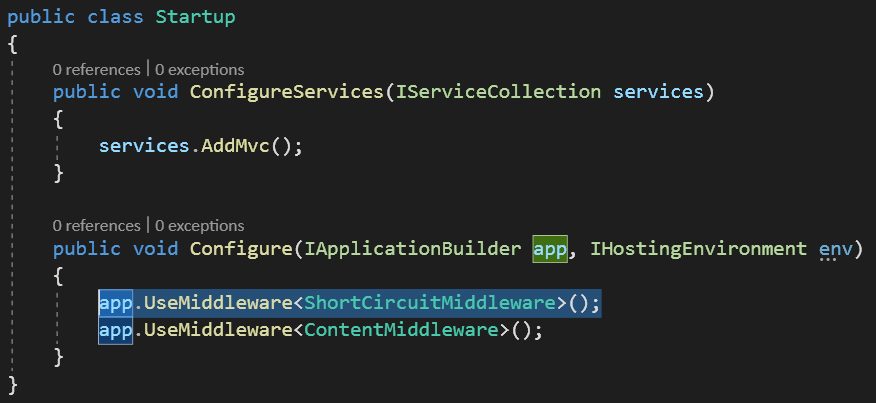 public class Startup
{
0 references | 0 exceptions
public void ConfigureServices(IServiceCollection services)
{
services.AddMvc();
}
0 references | 0 exceptions
public void Configure(IApplicationBuilder app, IHostingEnvironment env)
{
app.UseMiddleware<ShortCircuitMiddleware>();
app.UseMiddleware<ContentMiddleware>();
}
}